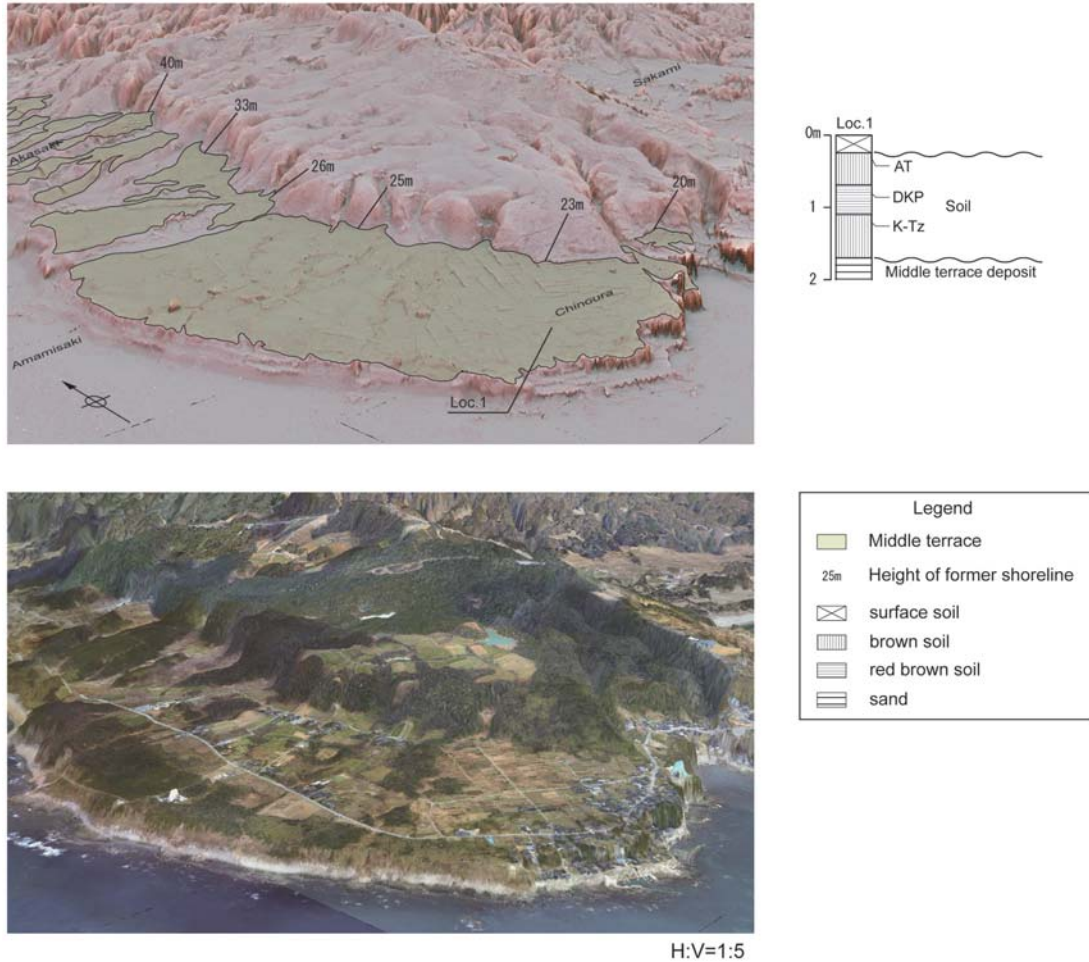 40m
Sakami
33m
Akasaki
26m
25m
20m
23m
Chinoura
Amamisaki
Loc.1
Loc.1
0m
AT
DKP
Soil
1
K-Tz
Middle terrace deposit
2
Legend
Middle terrace
25m Height of former shoreline
surface soil
brown soil
red brown soil
sand
H:V=1:5